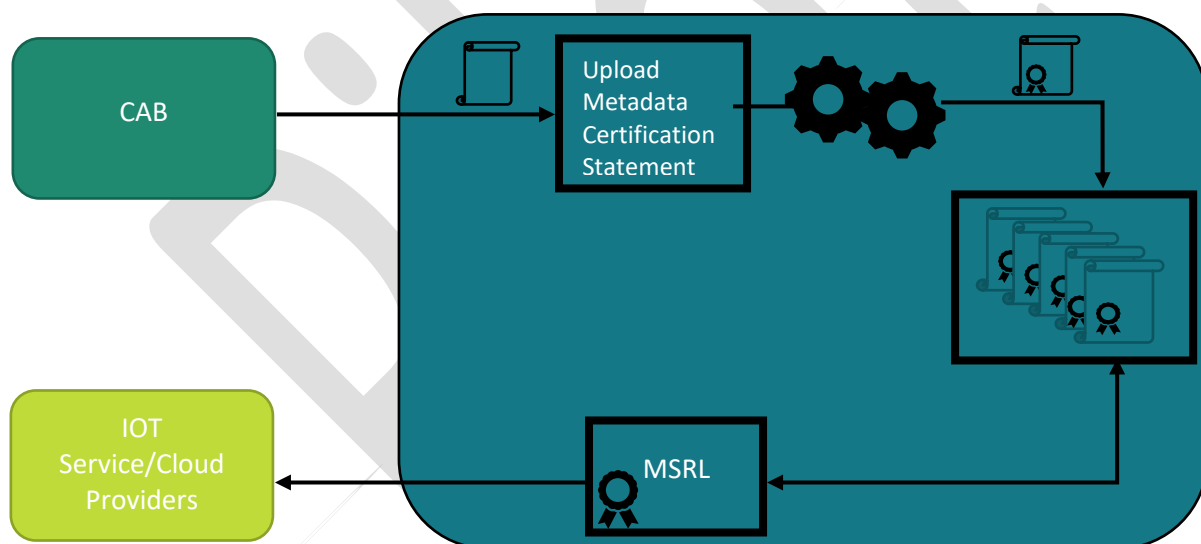 CAB
Upload
Metadata
Certification
Statement
IOT
Service/Cloud
Providers
MSRL